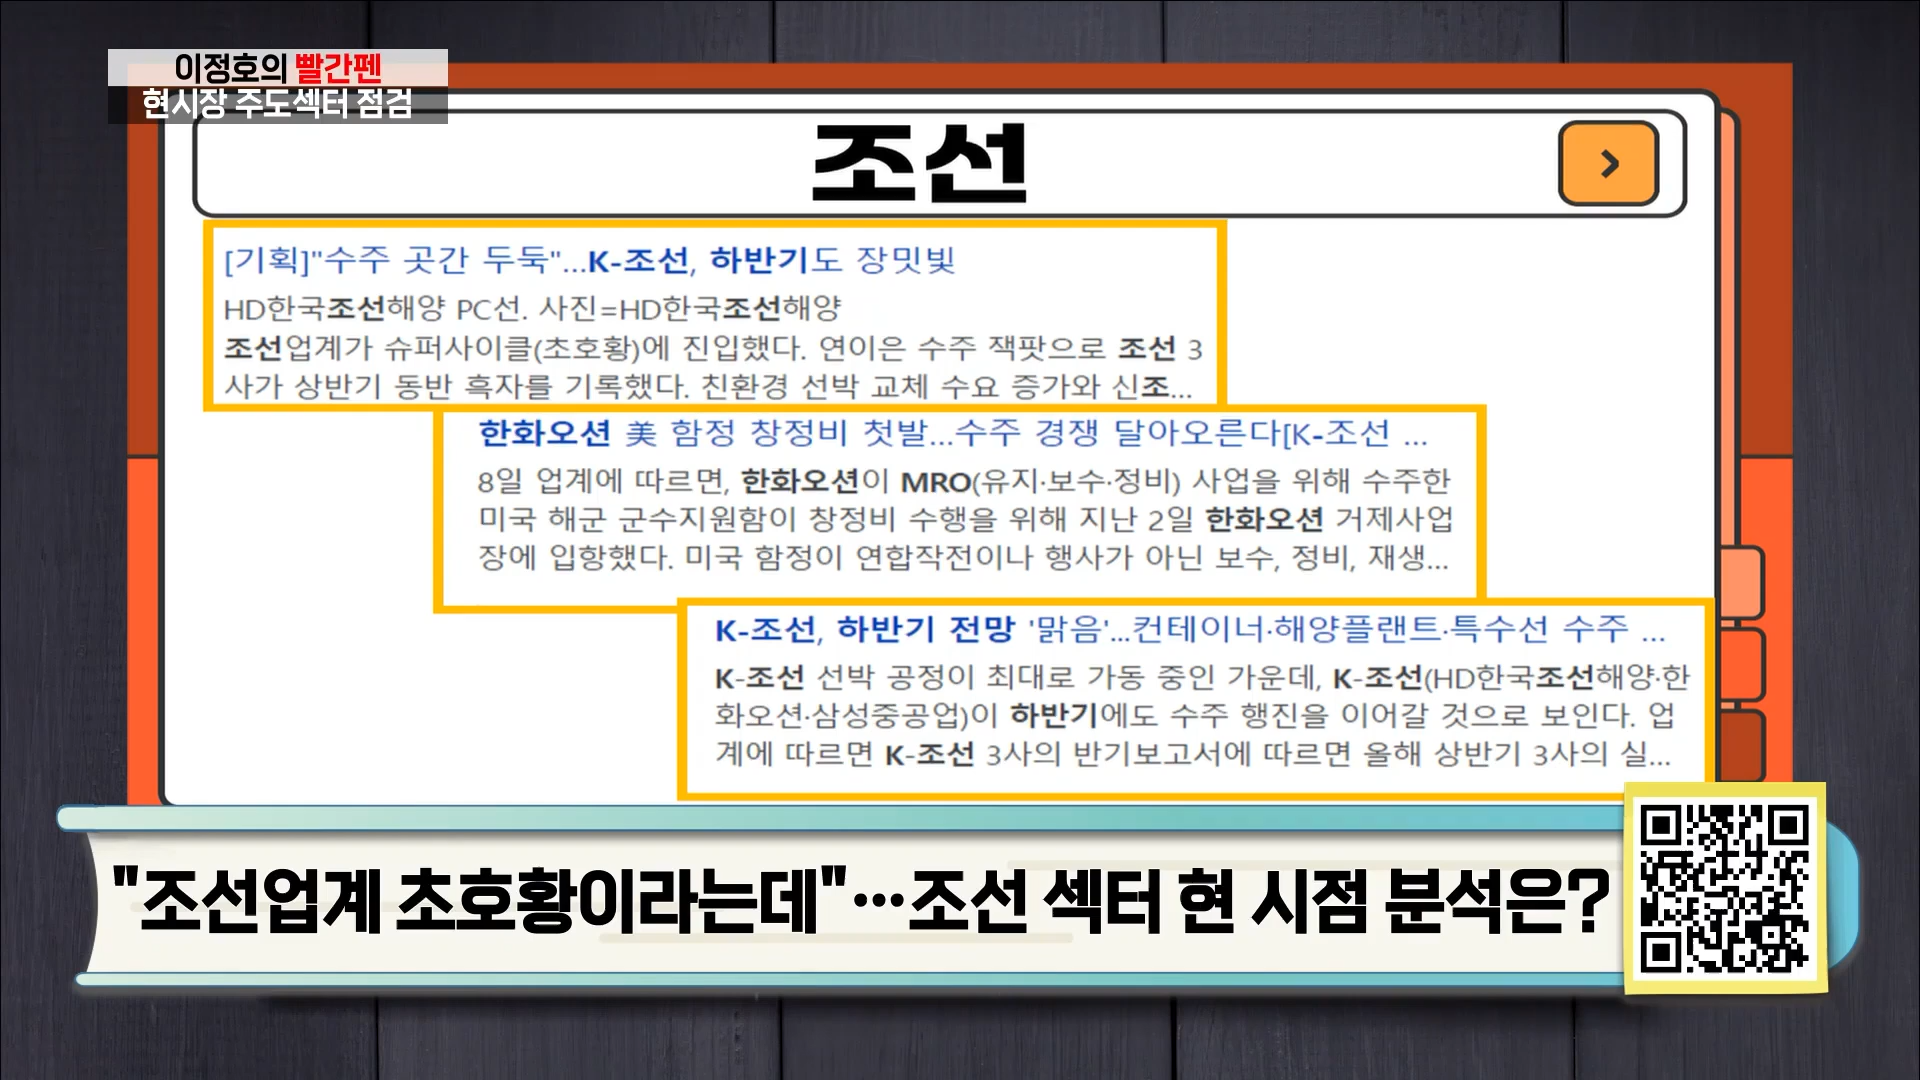 이정호의 빨간펜
현시장 주도섹터 점검
조선
[기획]"수주 곳간 두둑"...K-조선, 하반기도 장밋빛
HD한국조선해양 PC선. 사진=HD한국조선해양
조선업계가 슈퍼사이클(초호황)에 진입했다. 연이은 수주 잭팟으로 조선 3
사가 상반기 동반 흑자를 기록했다. 친환경 선박 교체 수요 증가와 신조...
한화오션 美 함정 창정비 첫발...수주 경쟁 달아오른다[K-조선 ...
8일 업계에 따르면, 한화오션이 MRO(유지·보수·정비) 사업을 위해 수주한
미국 해군 군수지원함이 창정비 수행을 위해 지난 2일 한화오션 거제사업
장에 입항했다. 미국 함정이 연합작전이나 행사가 아닌 보수, 정비, 재생...
K-조선, 하반기 전망 '맑음'...컨테이너·해양플랜트·특수선 수주 ...
K-조선 선박 공정이 최대로 가동 중인 가운데, K-조선(HD한국조선해양·한
화오션·삼성중공업)이 하반기에도 수주 행진을 이어갈 것으로 보인다. 업
계에 따르면 K-조선 3사의 반기보고서에 따르면 올해 상반기 3사의 실...
"조선업계 초호황이라는데"…조선 섹터 현 시점 분석은?